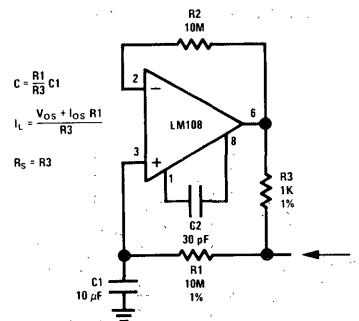 R2
10M
C = R1/R3 C1
I_L = V_OS + I_OS R1 / R3
R_S = R3
2
−
LM108
6
3
+
8
1
C2
30 pF
R3
1K
1%
R1
10M
1%
C1
10 μF